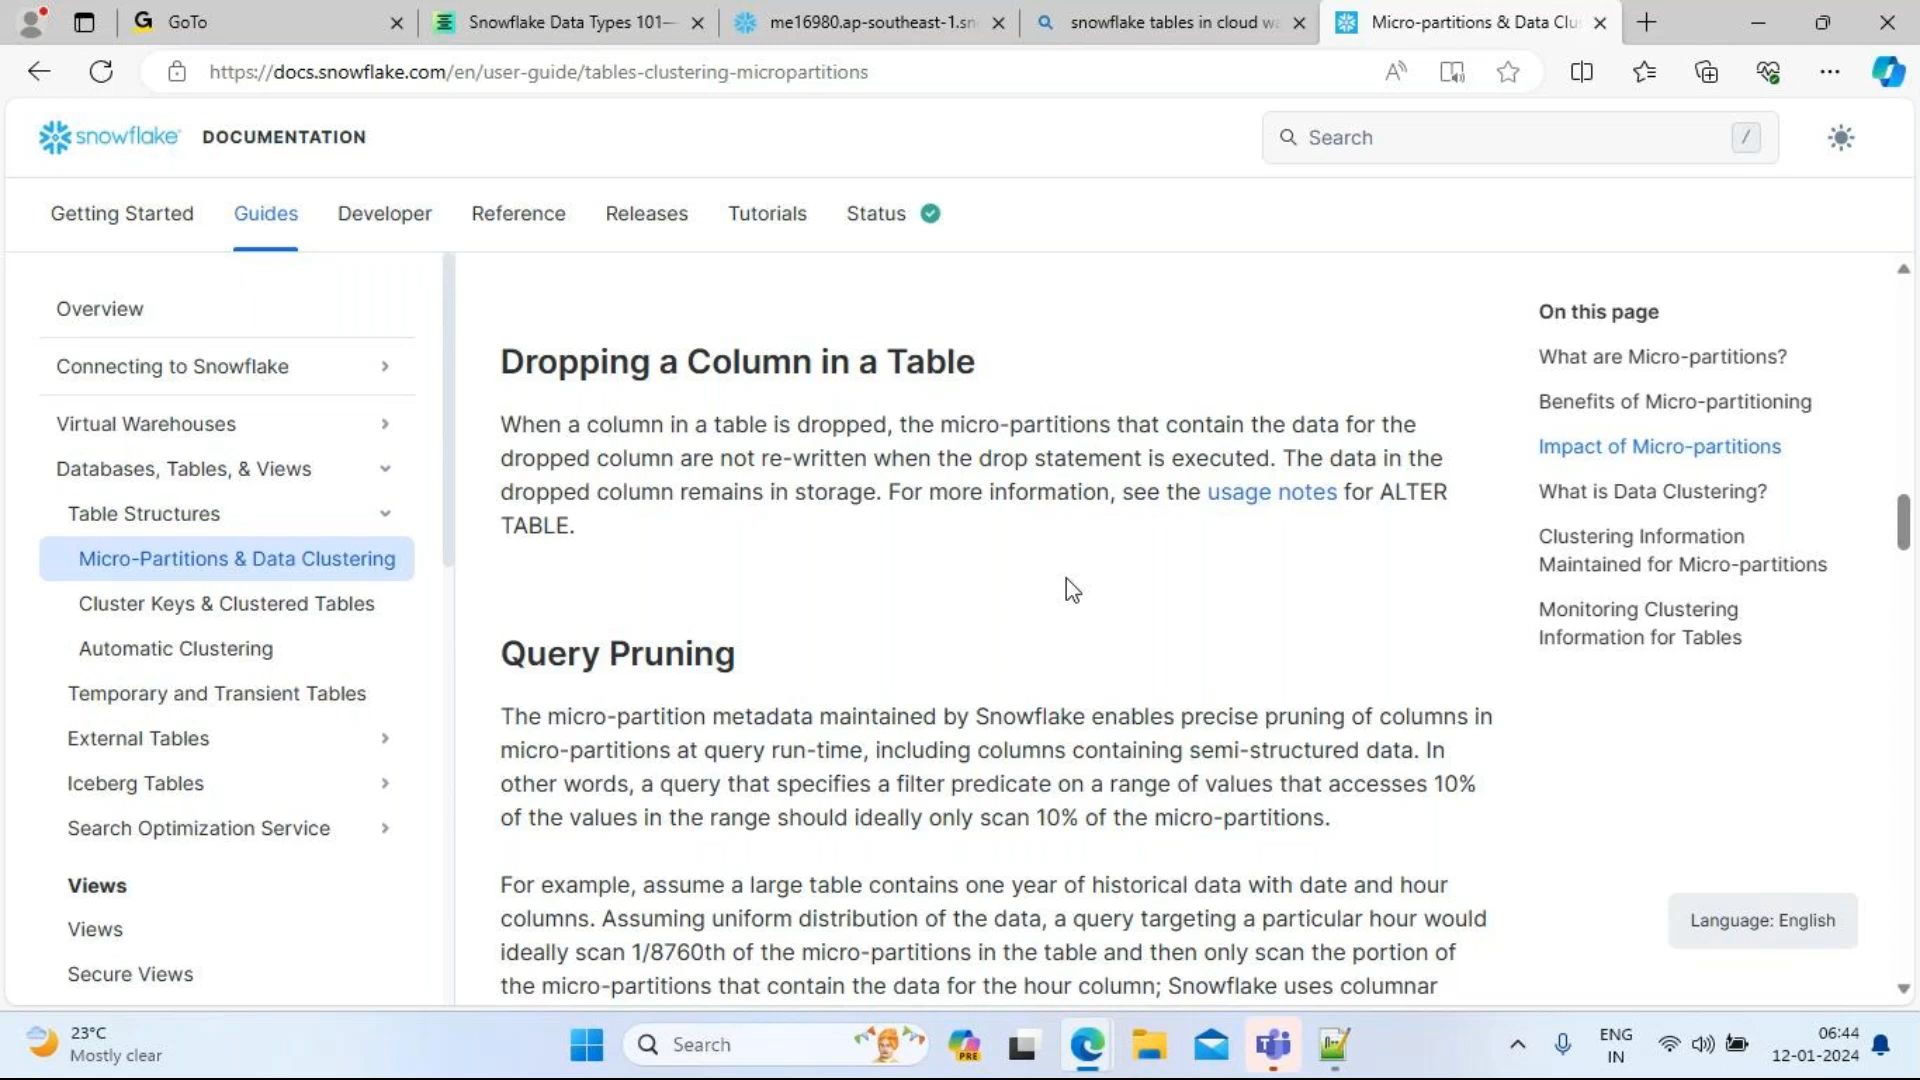 GoTo
Snowflake Data Types 101—
me16980.ap-southeast-1.sn
snowflake tables in cloud wa
Micro-partitions & Data Clu
https://docs.snowflake.com/en/user-guide/tables-clustering-micropartitions
snowflake DOCUMENTATION
Search /
Getting Started Guides Developer Reference Releases Tutorials Status
Overview
Connecting to Snowflake
Virtual Warehouses
Databases, Tables, & Views
Table Structures
Micro-Partitions & Data Clustering
Cluster Keys & Clustered Tables
Automatic Clustering
Temporary and Transient Tables
External Tables
Iceberg Tables
Search Optimization Service
Views
Views
Secure Views
Dropping a Column in a Table
When a column in a table is dropped, the micro-partitions that contain the data for the
dropped column are not re-written when the drop statement is executed. The data in the
dropped column remains in storage. For more information, see the usage notes for ALTER
TABLE.
Query Pruning
The micro-partition metadata maintained by Snowflake enables precise pruning of columns in
micro-partitions at query run-time, including columns containing semi-structured data. In
other words, a query that specifies a filter predicate on a range of values that accesses 10%
of the values in the range should ideally only scan 10% of the micro-partitions.
For example, assume a large table contains one year of historical data with date and hour
columns. Assuming uniform distribution of the data, a query targeting a particular hour would
ideally scan 1/8760th of the micro-partitions in the table and then only scan the portion of
the micro-partitions that contain the data for the hour column; Snowflake uses columnar
On this page
What are Micro-partitions?
Benefits of Micro-partitioning
Impact of Micro-partitions
What is Data Clustering?
Clustering Information
Maintained for Micro-partitions
Monitoring Clustering
Information for Tables
Language: English
23°C
Mostly clear
Search
PRE
ENG
IN
06:44
12-01-2024